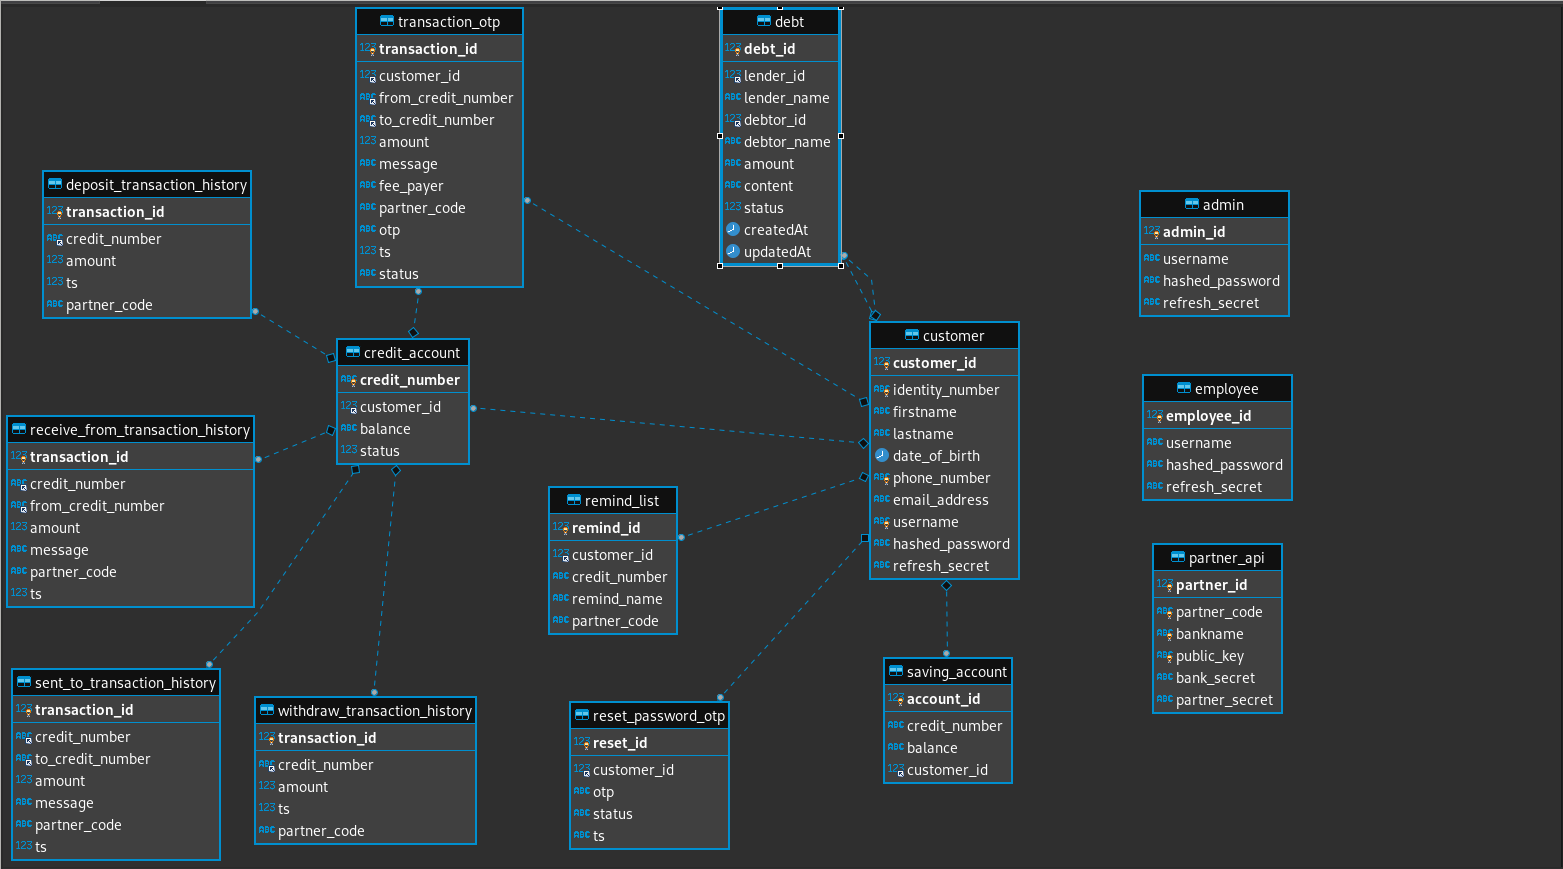 transaction_otp
transaction_id
customer_id
from_credit_number
to_credit_number
amount
message
fee_payer
partner_code
otp
ts
status
debt
debt_id
lender_id
lender_name
debtor_id
debtor_name
amount
content
status
createdAt
updatedAt
deposit_transaction_history
transaction_id
credit_number
amount
ts
partner_code
admin
admin_id
username
hashed_password
refresh_secret
credit_account
credit_number
customer_id
balance
status
customer
customer_id
identity_number
firstname
lastname
date_of_birth
phone_number
email_address
username
hashed_password
refresh_secret
employee
employee_id
username
hashed_password
refresh_secret
receive_from_transaction_history
transaction_id
credit_number
from_credit_number
amount
message
partner_code
ts
remind_list
remind_id
customer_id
credit_number
remind_name
partner_code
partner_api
partner_id
partner_code
bankname
public_key
bank_secret
partner_secret
sent_to_transaction_history
transaction_id
credit_number
to_credit_number
amount
message
partner_code
ts
withdraw_transaction_history
transaction_id
credit_number
amount
ts
partner_code
reset_password_otp
reset_id
customer_id
otp
status
ts
saving_account
account_id
credit_number
balance
customer_id